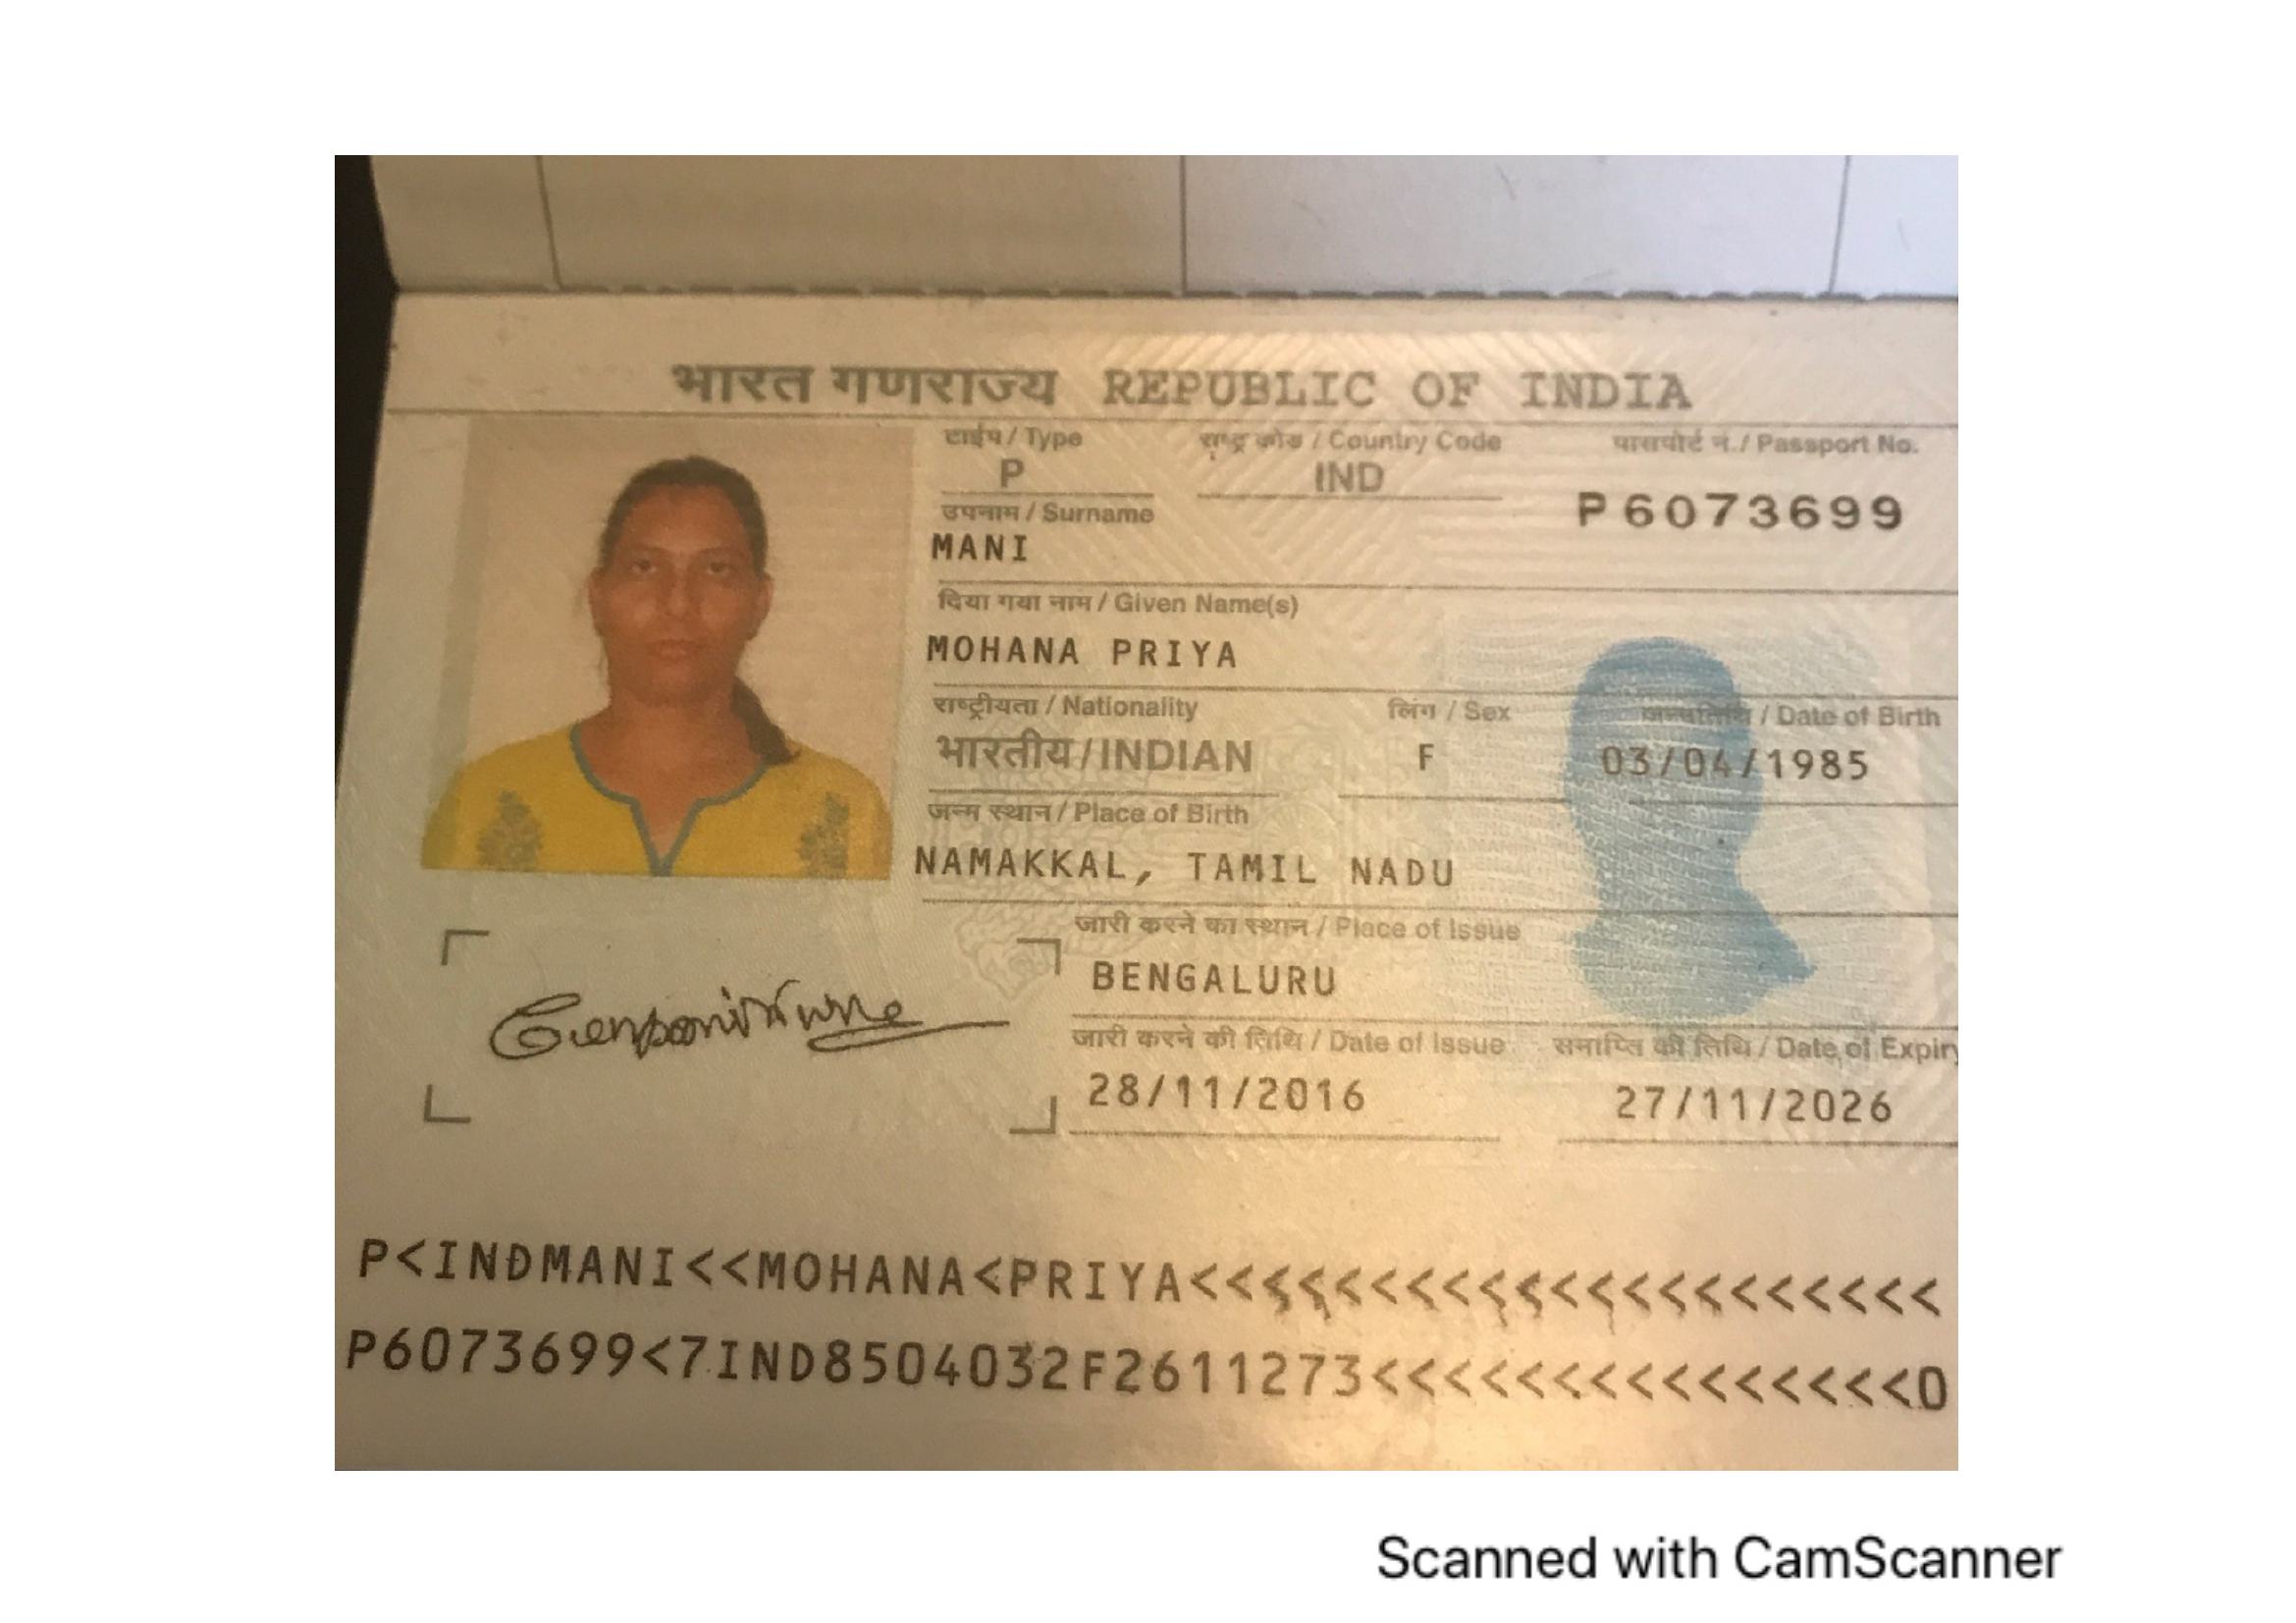 भारत गणराज्य REPUBLIC OF INDIA
टाईप / Type राष्ट्र कोड / Country Code पासपोर्ट नं. / Passport No.
P IND P6073699
उपनाम / Surname
MANI
दिया गया नाम / Given Name(s)
MOHANA PRIYA
राष्ट्रीयता / Nationality लिंग / Sex जन्मतिथि / Date of Birth
भारतीय/INDIAN F 03/04/1985
जन्म स्थान / Place of Birth
NAMAKKAL, TAMIL NADU
जारी करने का स्थान / Place of Issue
BENGALURU
जारी करने की तिथि / Date of Issue समाप्ति की तिथि / Date of Expiry
28/11/2016 27/11/2026
P<INDMANI<<MOHANA<PRIYA<<<<<<<<<<<<<<<<<<<<<
P6073699<7IND8504032F2611273<<<<<<<<<<<<<<<0
Scanned with CamScanner